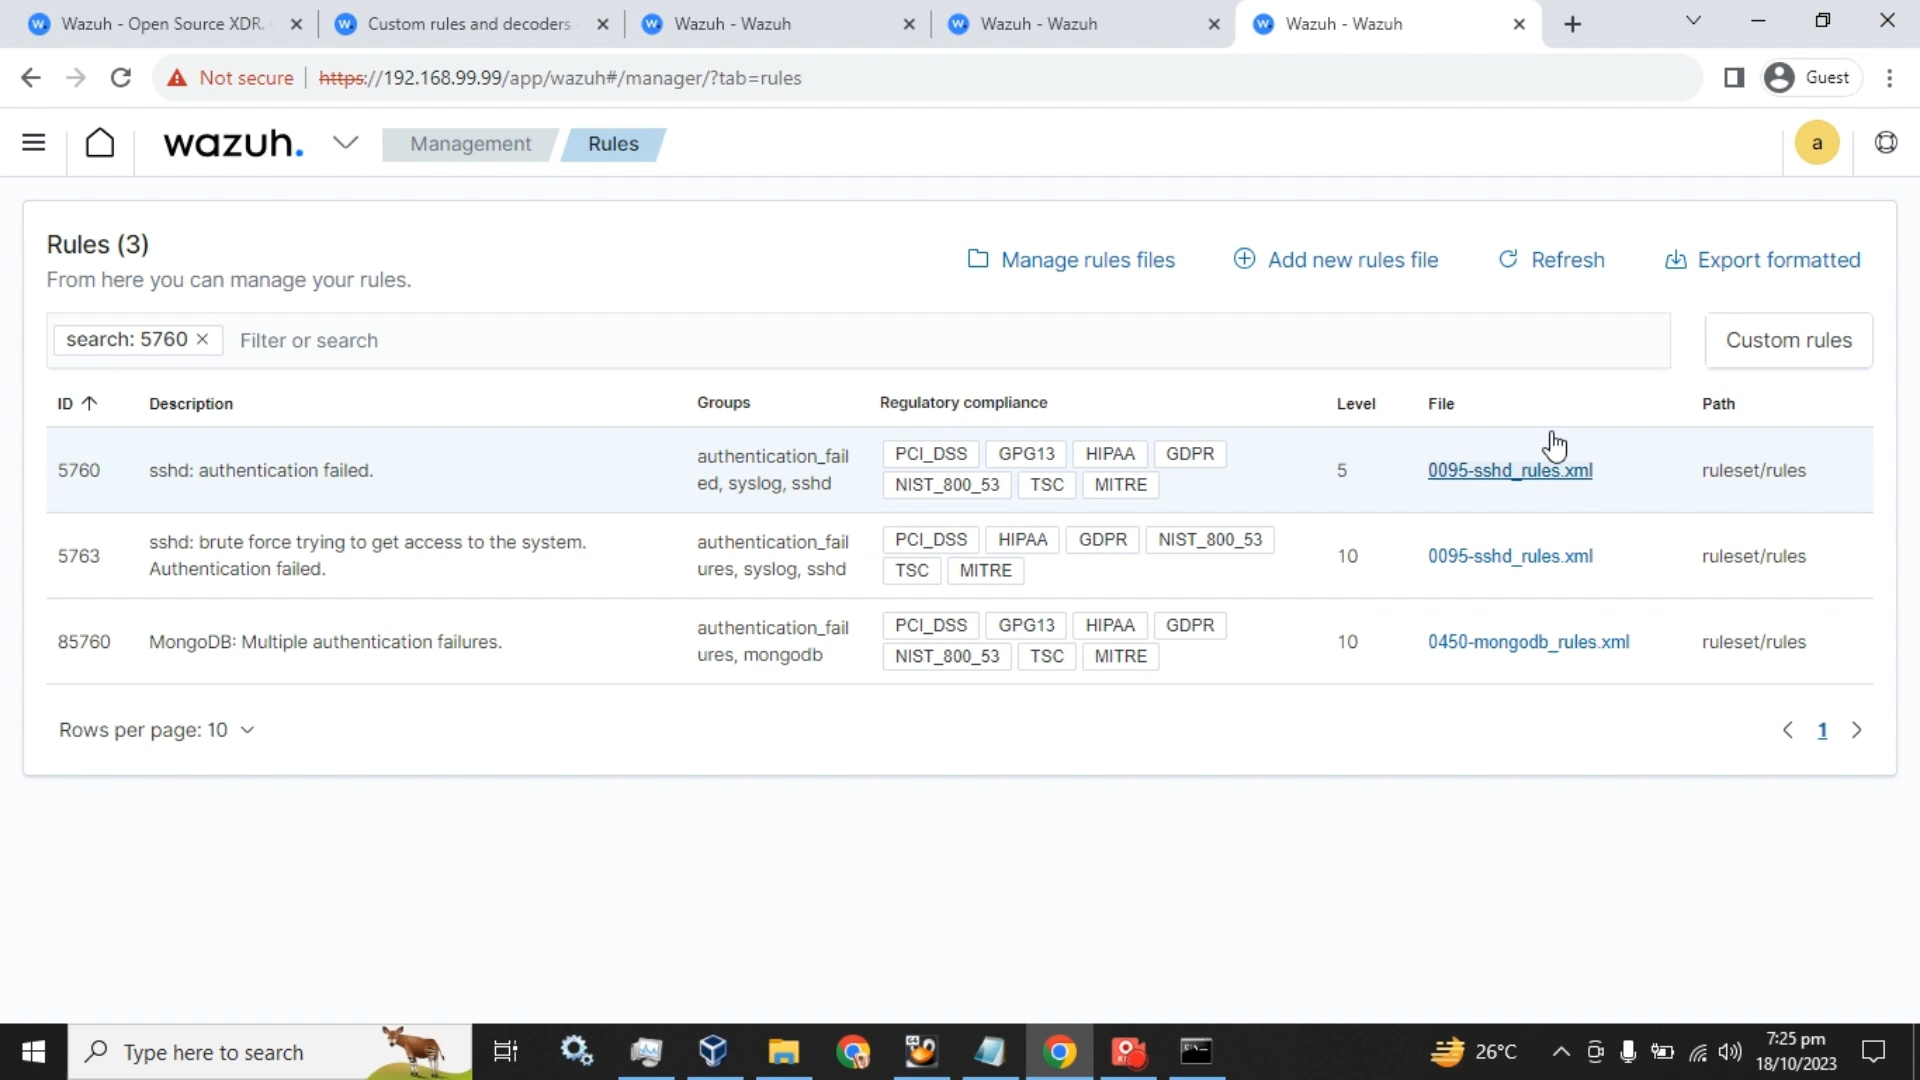 Wazuh - Open Source XDR.
Custom rules and decoders
Wazuh - Wazuh
Wazuh - Wazuh
Wazuh - Wazuh
Not secure
https://192.168.99.99/app/wazuh#/manager/?tab=rules
Guest
wazuh.
Management
Rules
a
Rules (3)
From here you can manage your rules.
Manage rules files
Add new rules file
Refresh
Export formatted
search: 5760
Filter or search
Custom rules
ID Description Groups Regulatory compliance Level File Path
5760 sshd: authentication failed. authentication_fail PCI_DSS GPG13 HIPAA GDPR 5 0095-sshd_rules.xml ruleset/rules
ed, syslog, sshd NIST_800_53 TSC MITRE
5763 sshd: brute force trying to get access to the system. authentication_fail PCI_DSS HIPAA GDPR NIST_800_53 10 0095-sshd_rules.xml ruleset/rules
Authentication failed. ures, syslog, sshd TSC MITRE
85760 MongoDB: Multiple authentication failures. authentication_fail PCI_DSS GPG13 HIPAA GDPR 10 0450-mongodb_rules.xml ruleset/rules
ures, mongodb NIST_800_53 TSC MITRE
Rows per page: 10
1
Type here to search
64
26°C
7:25 pm
18/10/2023